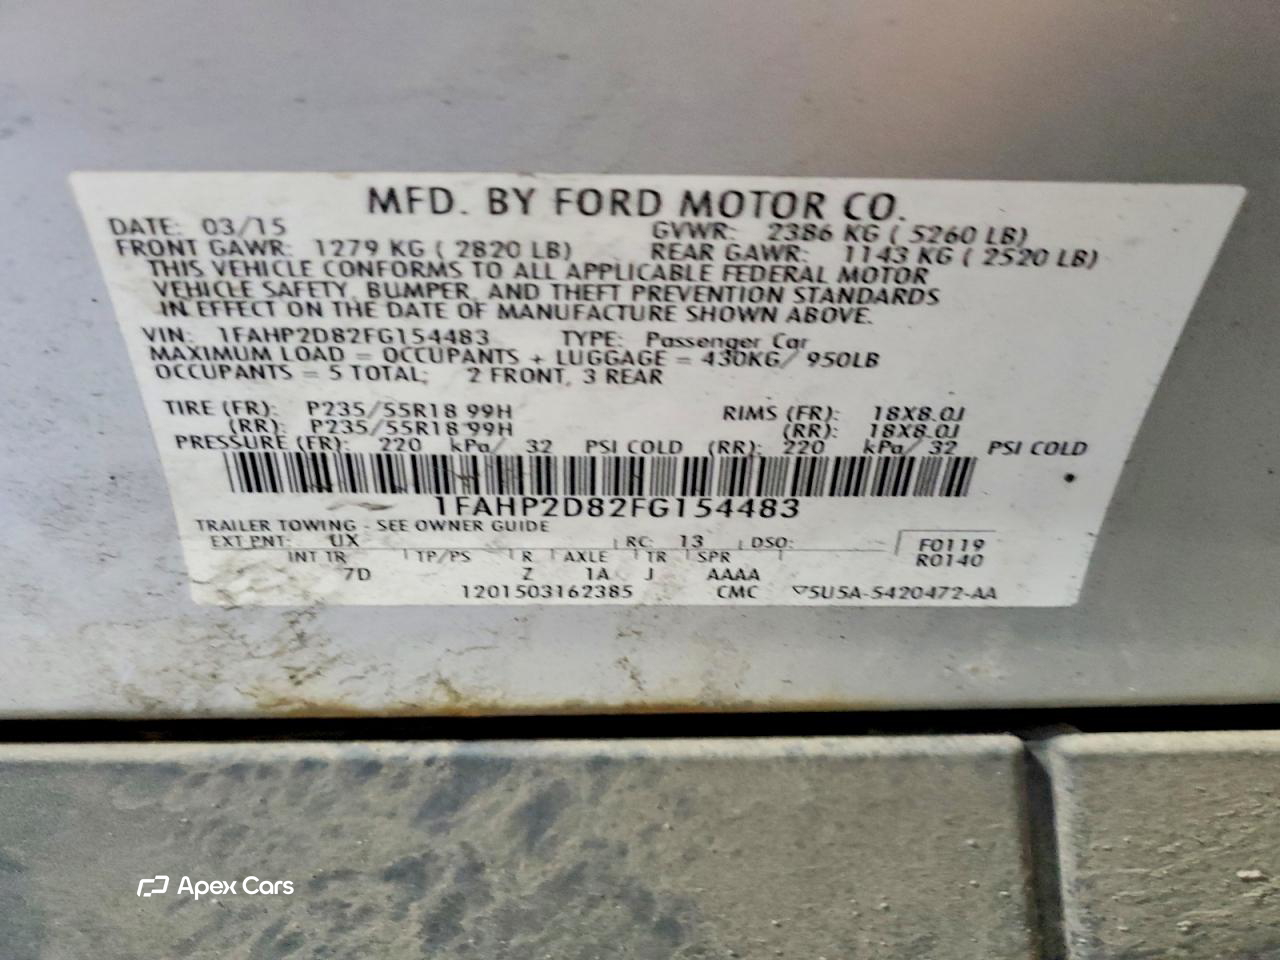 MFD. BY FORD MOTOR CO.
DATE: 03/15 GVWR: 2386 KG ( 5260 LB)
FRONT GAWR: 1279 KG ( 2820 LB) REAR GAWR: 1143 KG ( 2520 LB)
THIS VEHICLE CONFORMS TO ALL APPLICABLE FEDERAL MOTOR
VEHICLE SAFETY, BUMPER, AND THEFT PREVENTION STANDARDS
IN EFFECT ON THE DATE OF MANUFACTURE SHOWN ABOVE.
VIN: 1FAHP2D82FG154483 TYPE: Passenger Car
MAXIMUM LOAD = OCCUPANTS + LUGGAGE = 430KG/ 950LB
OCCUPANTS = 5 TOTAL; 2 FRONT, 3 REAR
TIRE (FR): P235/55R18 99H RIMS (FR): 18X8.0J
(RR): P235/55R18 99H (RR): 18X8.0J
PRESSURE (FR): 220 kPa/ 32 PSI COLD (RR): 220 kPa/ 32 PSI COLD
1FAHP2D82FG154483
TRAILER TOWING - SEE OWNER GUIDE
EXT PNT: UX RC: 13 DSO: F0119
INT TR TP/PS R AXLE TR SPR R0140
7D Z 1A J AAAA
1201503162385 CMC ▽5U5A-5420472-AA
Apex Cars